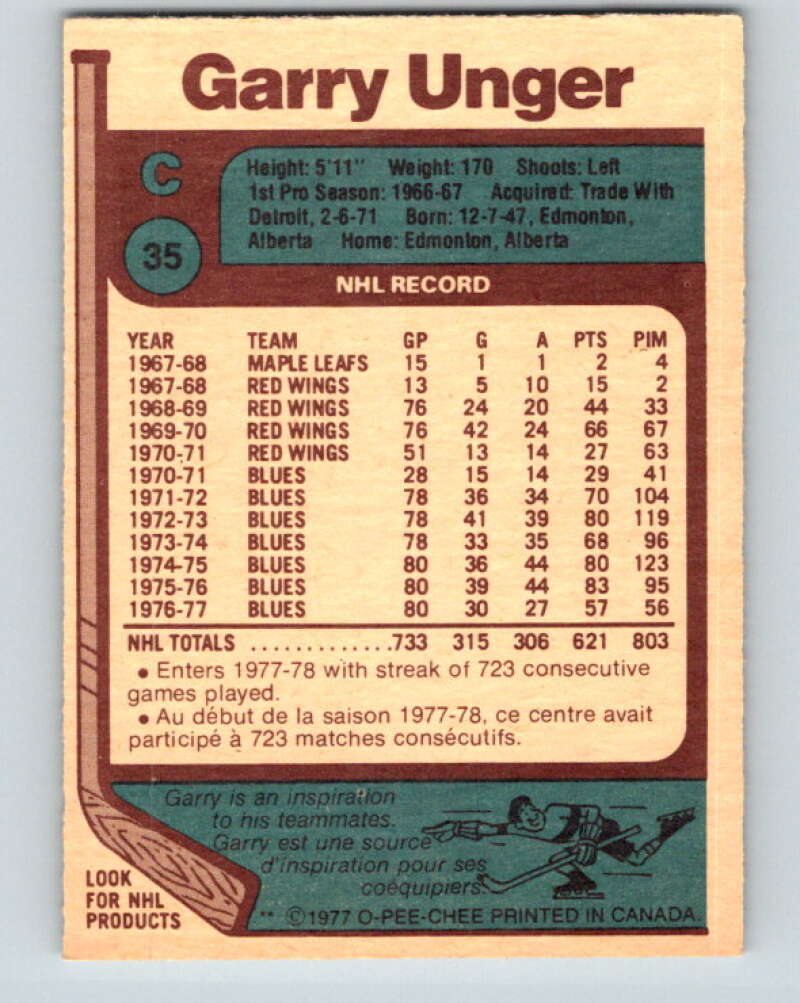 Garry Unger
C
35
Height: 5'11" Weight: 170 Shoots: Left
1st Pro Season: 1966-67 Acquired: Trade With
Detroit, 2-6-71 Born: 12-7-47, Edmonton,
Alberta Home: Edmonton, Alberta
NHL RECORD
YEAR TEAM GP G A PTS PIM
1967-68 MAPLE LEAFS 15 1 1 2 4
1967-68 RED WINGS 13 5 10 15 2
1968-69 RED WINGS 76 24 20 44 33
1969-70 RED WINGS 76 42 24 66 67
1970-71 RED WINGS 51 13 14 27 63
1970-71 BLUES 28 15 14 29 41
1971-72 BLUES 78 36 34 70 104
1972-73 BLUES 78 41 39 80 119
1973-74 BLUES 78 33 35 68 96
1974-75 BLUES 80 36 44 80 123
1975-76 BLUES 80 39 44 83 95
1976-77 BLUES 80 30 27 57 56
NHL TOTALS .............733 315 306 621 803
• Enters 1977-78 with streak of 723 consecutive
games played.
• Au début de la saison 1977-78, ce centre avait
participé à 723 matches consécutifs.
Garry is an inspiration
to his teammates.
Garry est une source
d'inspiration pour ses
coéquipiers.
LOOK
FOR NHL
PRODUCTS
** ©1977 O-PEE-CHEE PRINTED IN CANADA.